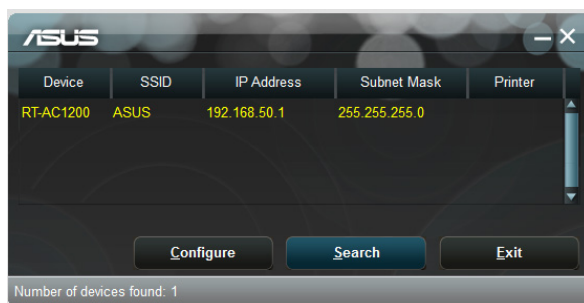 ASUS
Device SSID IP Address Subnet Mask Printer
RT-AC1200 ASUS 192.168.50.1 255.255.255.0
Configure Search Exit
Number of devices found: 1